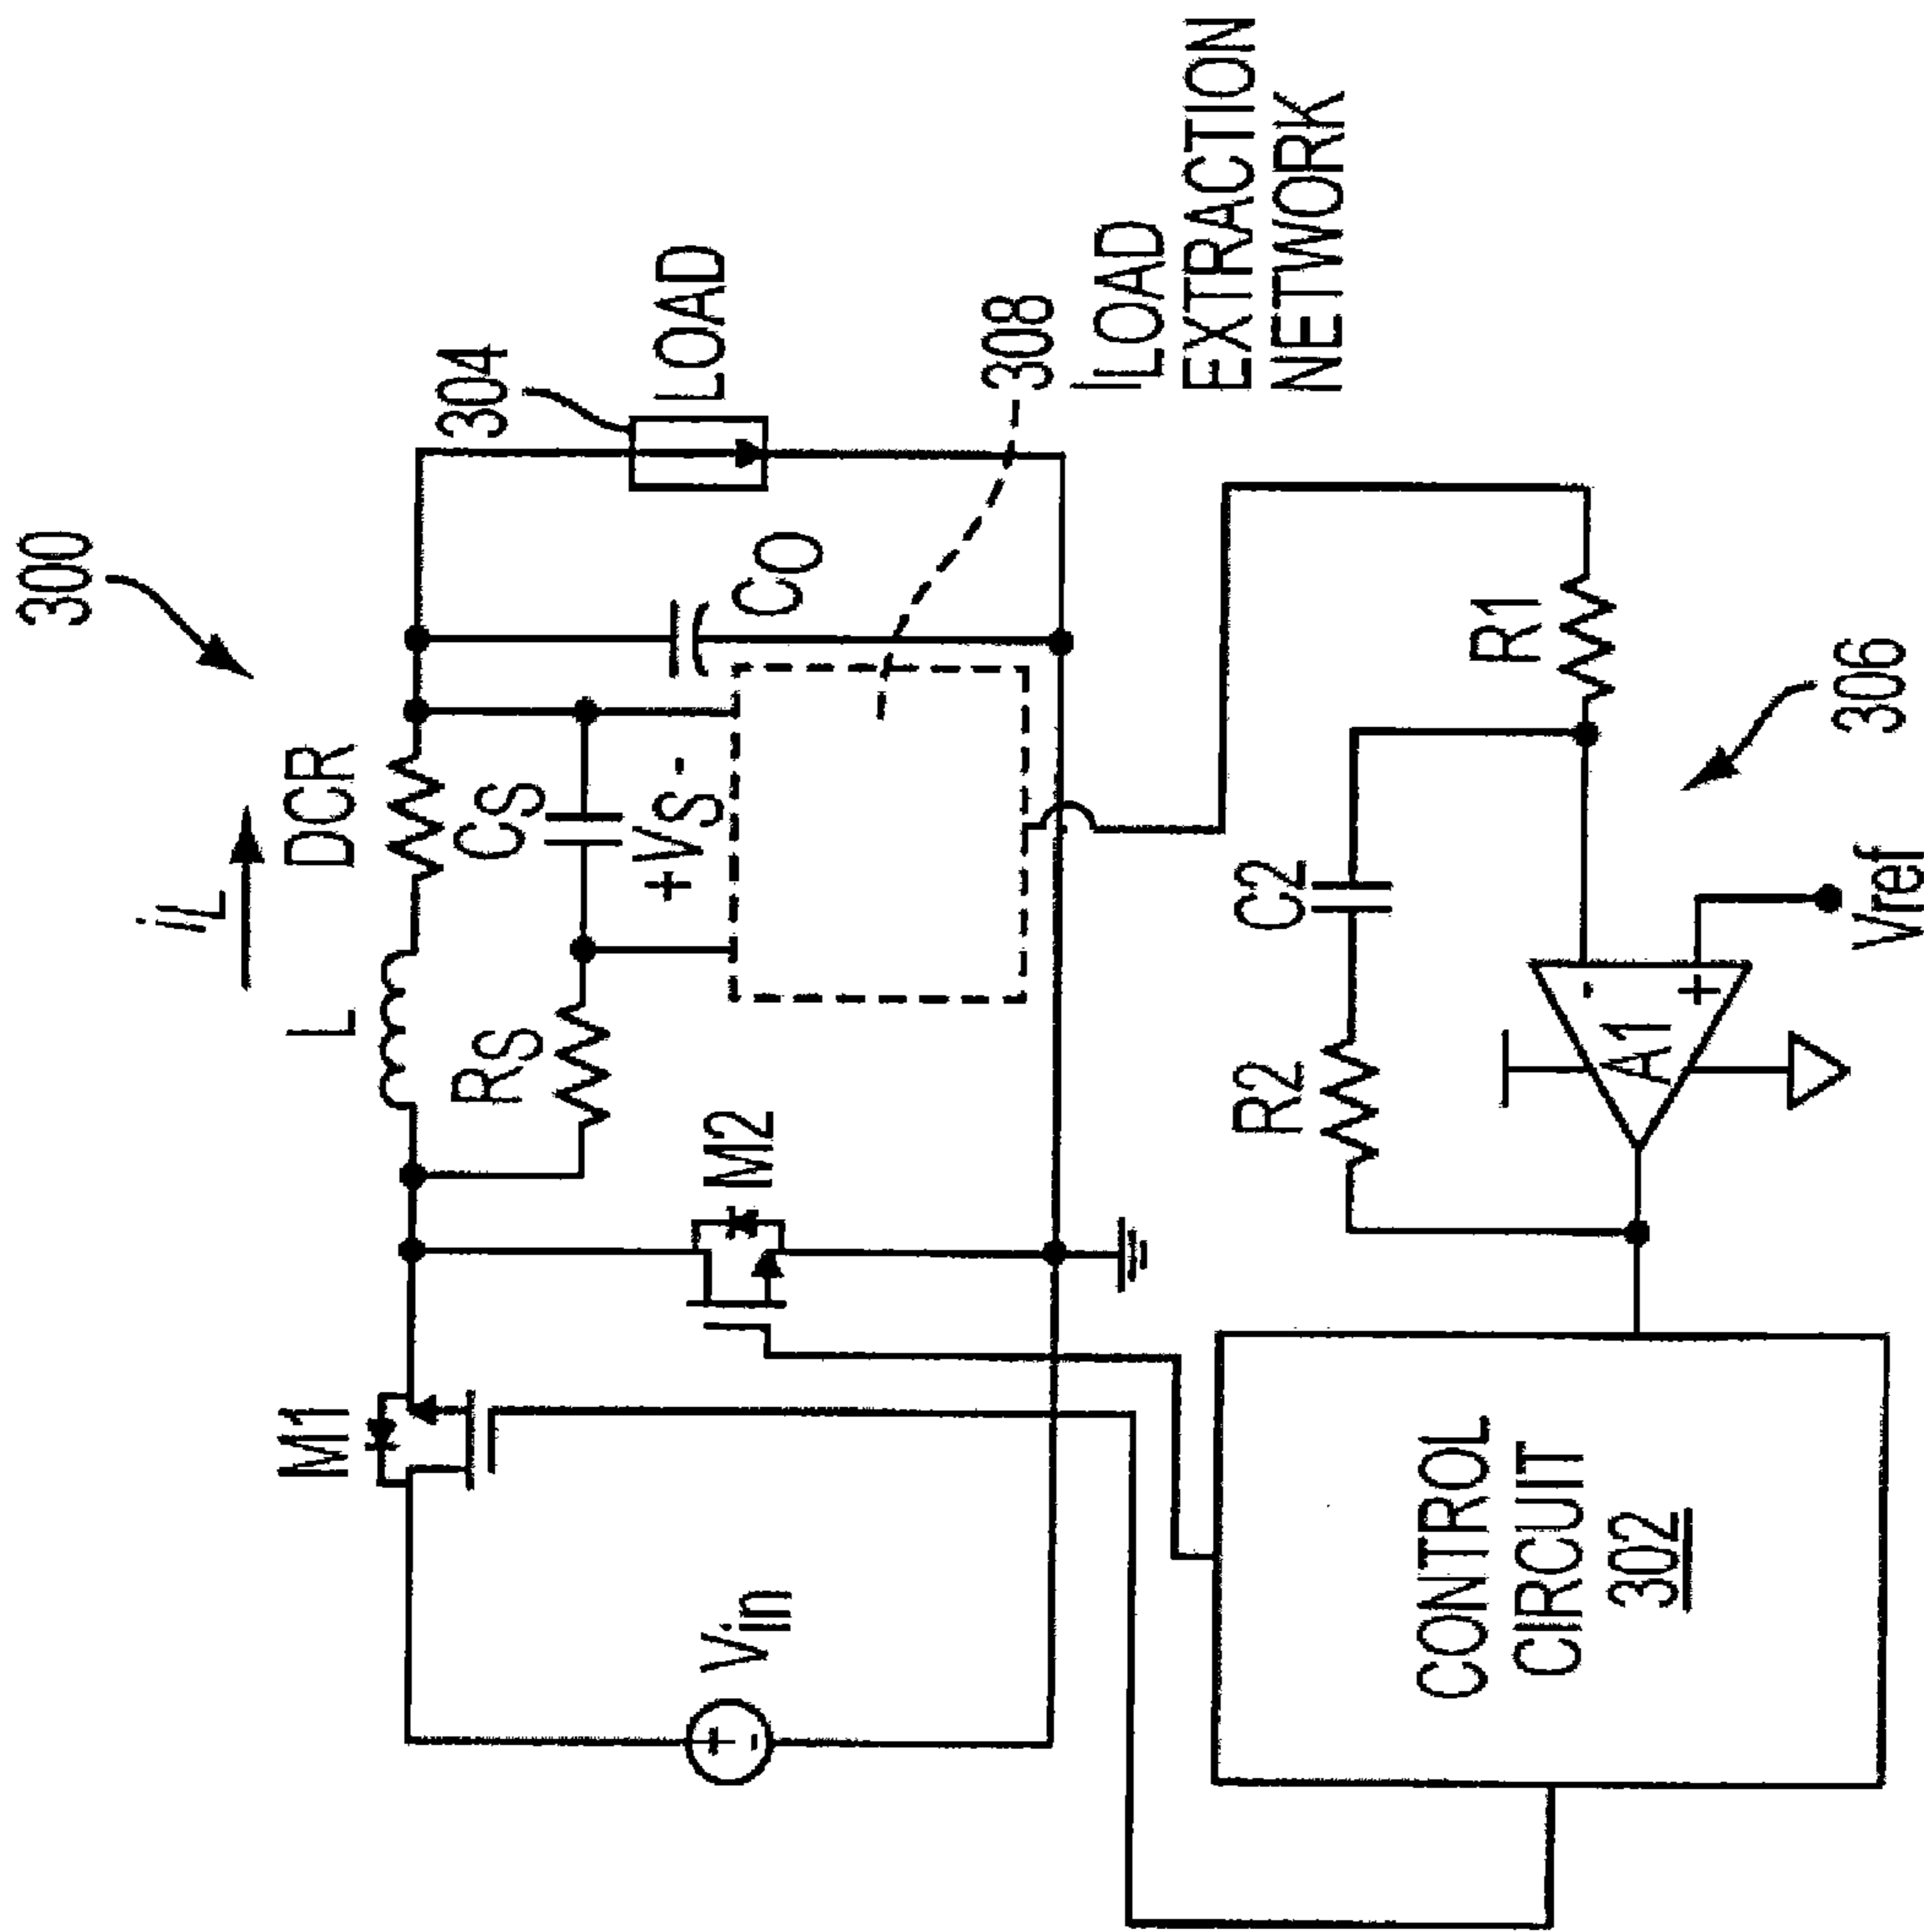 300
iL
L
DCR
304
LOAD
M1
RS
CS
+ VS -
CO
M2
Vin
+
-
308
ILOAD
EXTRACTION
NETWORK
R2
C2
R1
A1
-
+
Vref
306
CONTROL
CIRCUIT
302